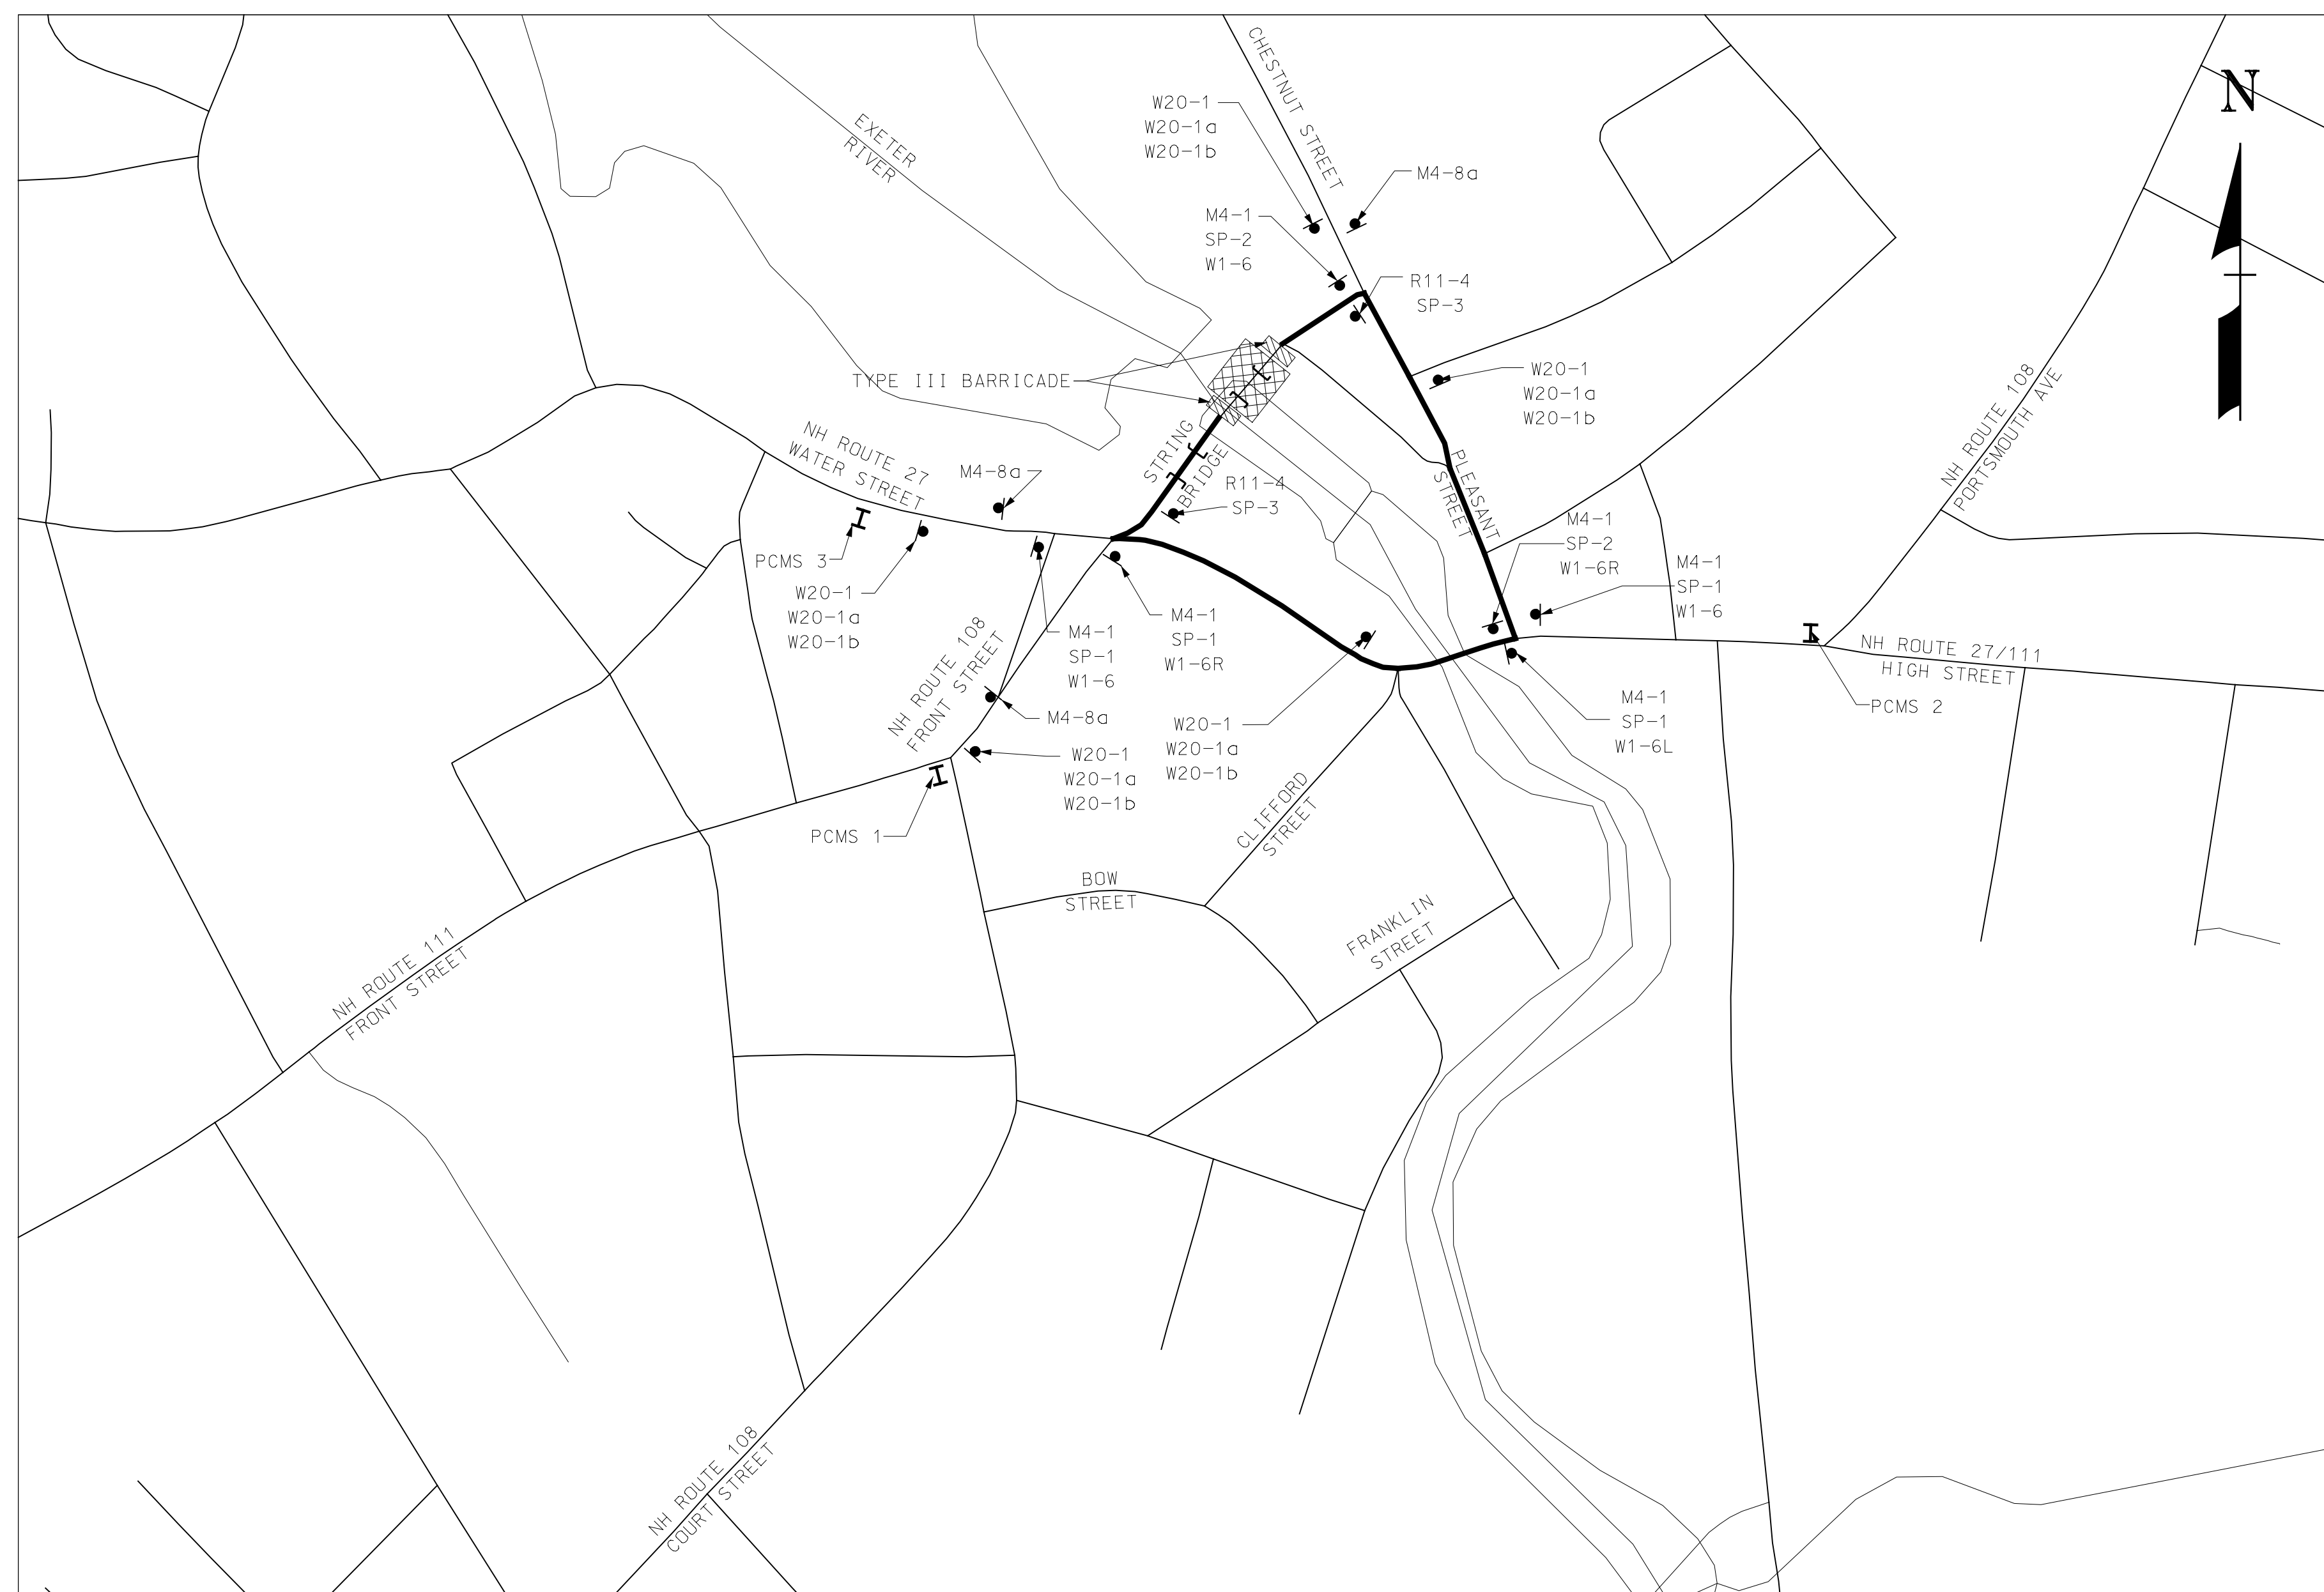 CHESTNUT STREET
N
W20-1
W20-1a
W20-1b
EXETER
RIVER
M4-8a
M4-1
SP-2
W1-6
R11-4
SP-3
TYPE III BARRICADE
W20-1
W20-1a
W20-1b
NH ROUTE 108
PORTSMOUTH AVE
NH ROUTE 27
WATER STREET
M4-8a
STRING
BRIDGE
R11-4
SP-3
PLEASANT
STREET
M4-1
SP-2
W1-6R
M4-1
SP-1
W1-6
PCMS 3
W20-1
W20-1a
W20-1b
M4-1
SP-1
W1-6
M4-1
SP-1
W1-6R
NH ROUTE 108
FRONT STREET
M4-8a
W20-1
W20-1a
W20-1b
W20-1
W20-1a
W20-1b
M4-1
SP-1
W1-6L
NH ROUTE 27/111
HIGH STREET
PCMS 2
PCMS 1
CLIFFORD
STREET
BOW
STREET
FRANKLIN
STREET
NH ROUTE 111
FRONT STREET
NH ROUTE 108
COURT STREET